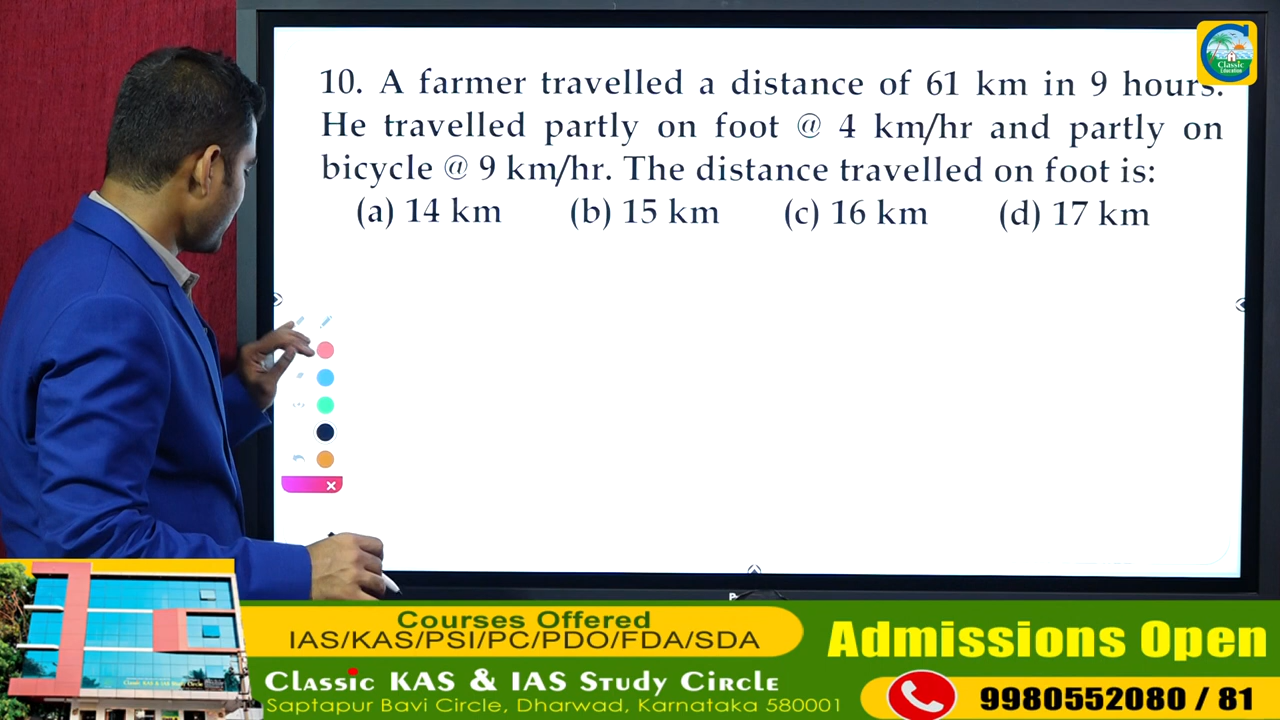 10. A farmer travelled a distance of 61 km in 9 hours.
He travelled partly on foot @ 4 km/hr and partly on
bicycle @ 9 km/hr. The distance travelled on foot is:
(a) 14 km (b) 15 km (c) 16 km (d) 17 km
Classic
Education
Courses Offered
IAS/KAS/PSI/PC/PDO/FDA/SDA
Classic KAS & IAS Study Circle
Saptapur Bavi Circle, Dharwad, Karnataka 580001
Admissions Open
9980552080 / 81